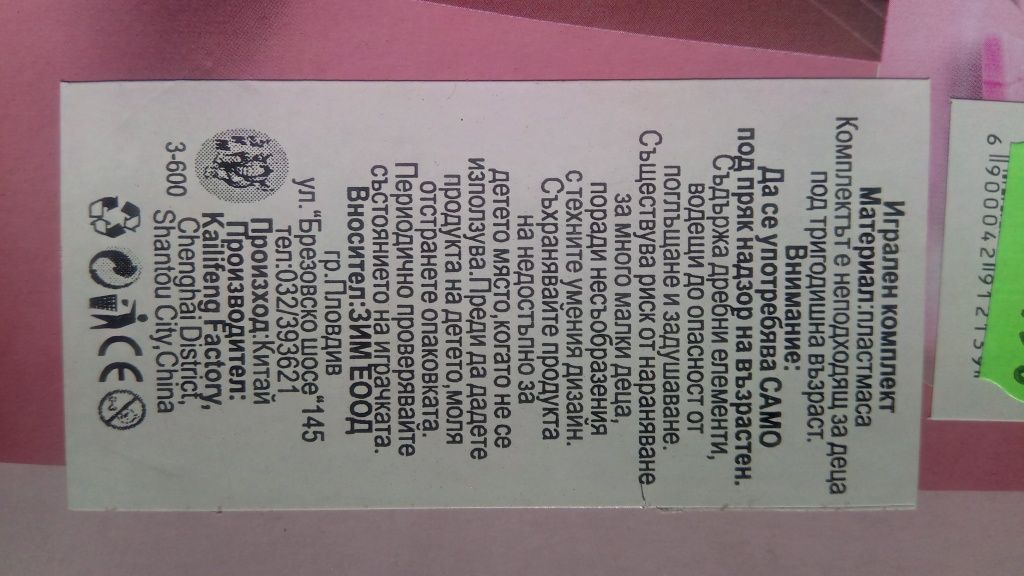 Игрален комплект
Материал:пластмаса
Комплектът е неподходящ за деца
под тригодишна възраст.
Внимание:
Да се употребява САМО
под пряк надзор на възрастен.
Съдържа дребни елементи,
водещи до опасност от
поглъщане и задушаване.
Съществува риск от нараняване
за много малки деца,
поради несъобразения
с техните умения дизайн.
Съхранявайте продукта
на недостъпно за
детето място,когато не се
използува.Преди да дадете
продукта на детето,моля
отстранете опаковката.
Периодично проверявайте
състоянието на играчката.
Вносител:ЗИМ ЕООД
гр.Пловдив
ул. “Брезовско шосе “145
тел:032/393621
Произход:Китай
Производител:
Kailifeng Factory,
Chenghai District,
Shantou City,China
3-600
CE
0-3